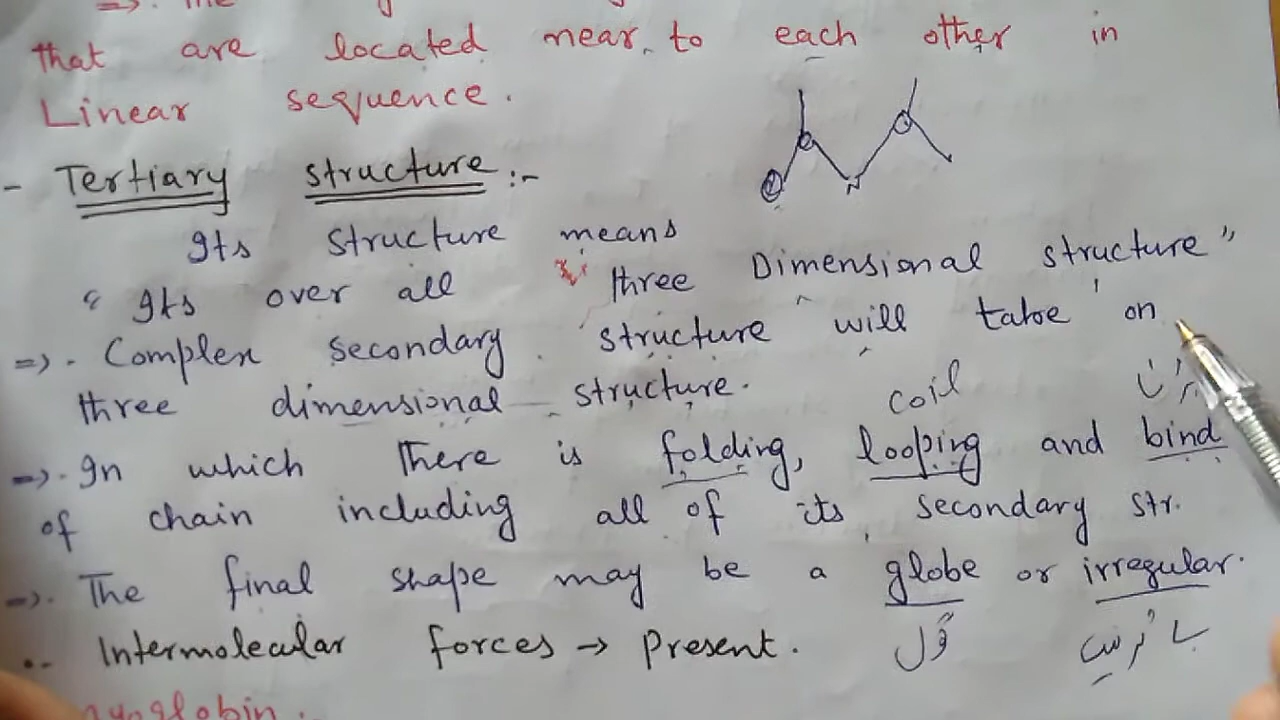 =>. The
that are located near to each other in
Linear sequence.
- Tertiary structure :-
Its structure means
" Its over all three Dimensional structure "
=>. Complex secondary structure will take on
three dimensional structure.
coil
=>. In which there is folding, looping and bind
of chain including all of its secondary str.
=>. The final shape may be a globe or irregular.
•- Intermolecular forces → Present.
گول
myoglobin.